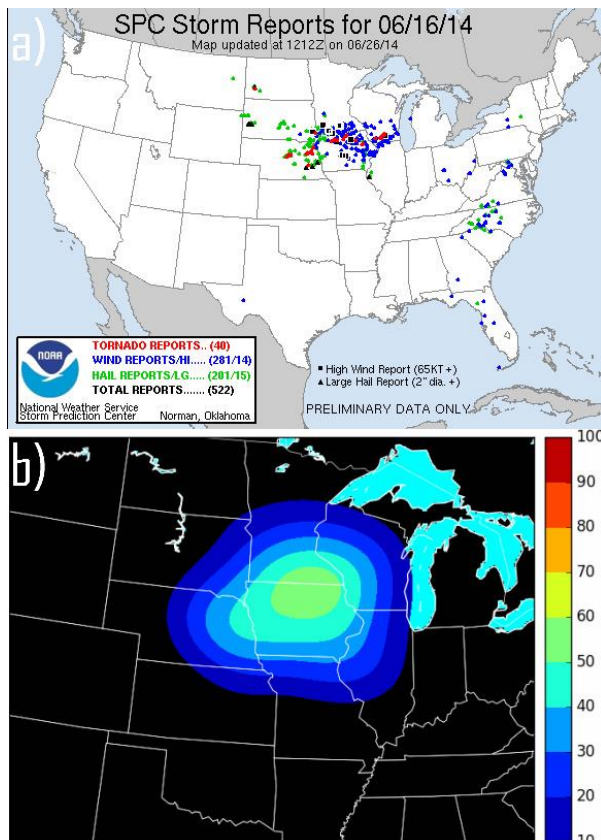 a)
SPC Storm Reports for 06/16/14
Map updated at 1212Z on 06/26/14
TORNADO REPORTS.. (40)
WIND REPORTS/HI..... (281/14)
HAIL REPORTS/LG..... (201/15)
TOTAL REPORTS....... (522)
NOAA
National Weather Service
Storm Prediction Center Norman, Oklahoma
High Wind Report (65KT +)
Large Hail Report (2" dia. +)
PRELIMINARY DATA ONLY
b)
100
90
80
70
60
50
40
30
20
10